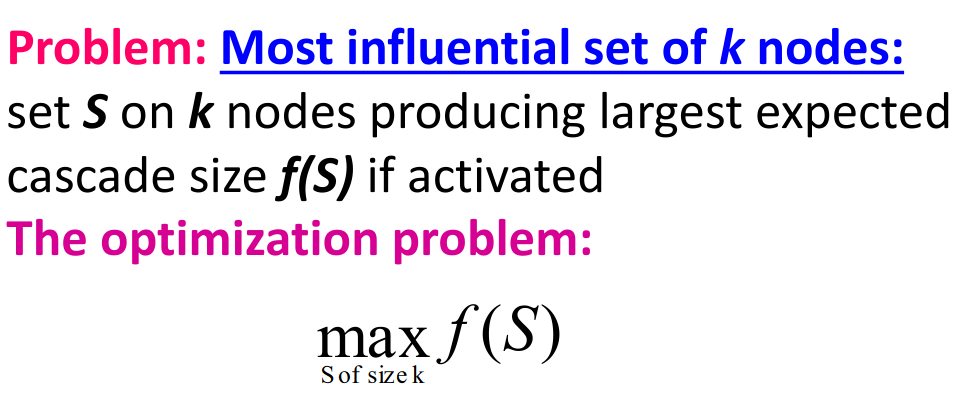 Problem: Most influential set of k nodes:
set S on k nodes producing largest expected
cascade size f(S) if activated
The optimization problem:
max f(S)
S of size k